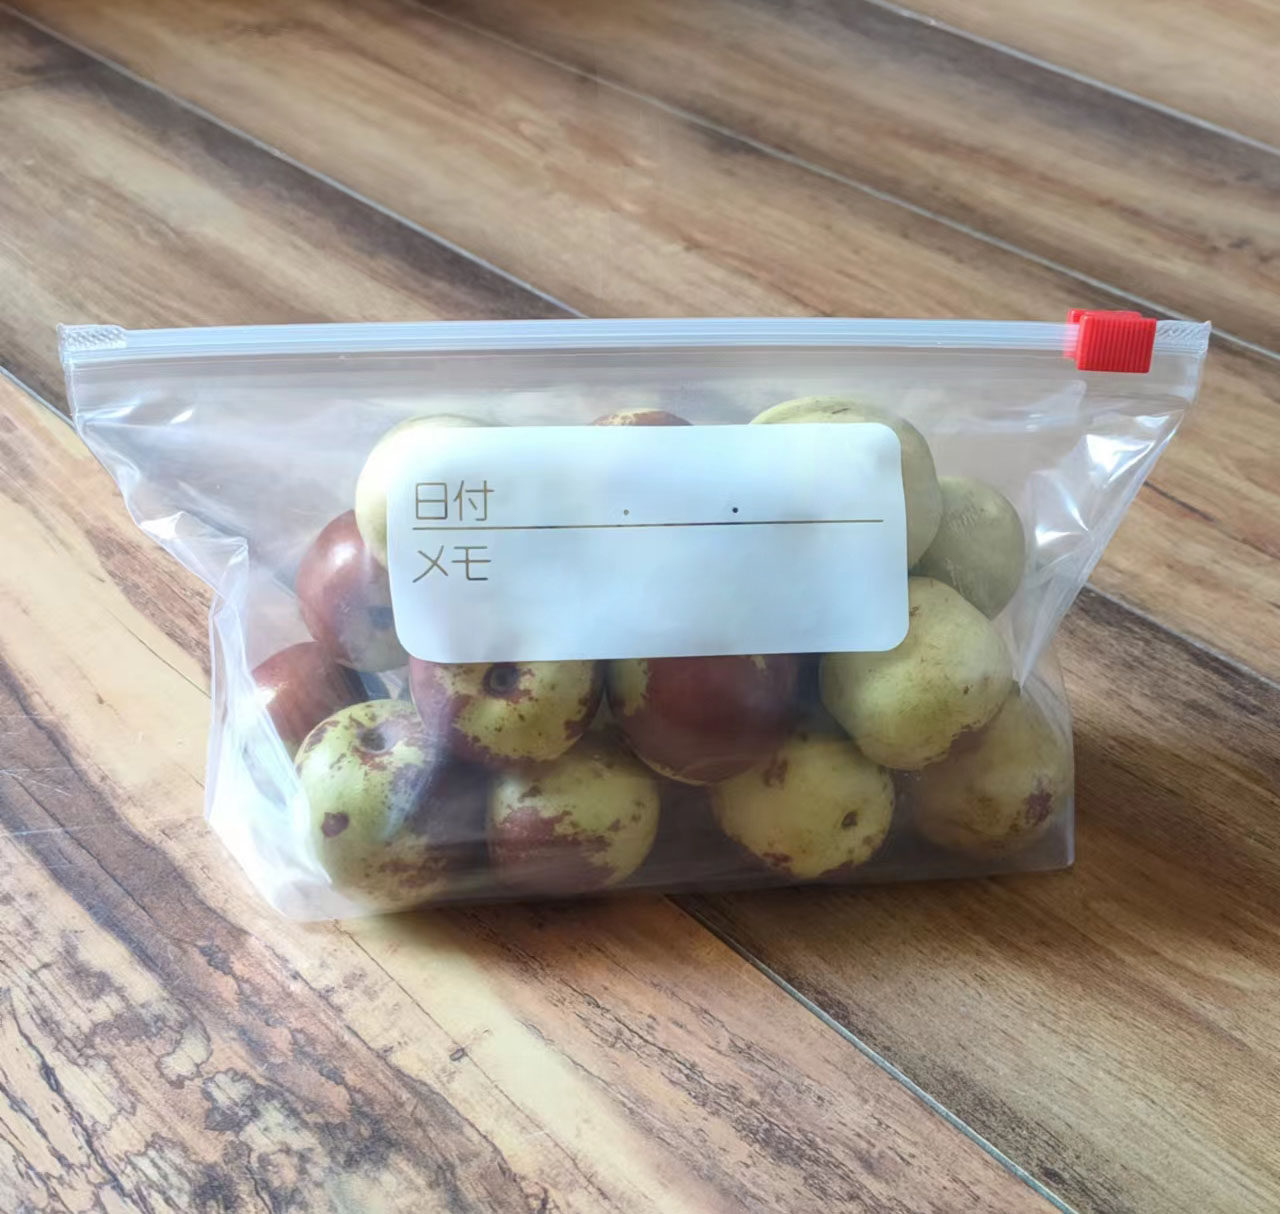 日付 . .
メモ